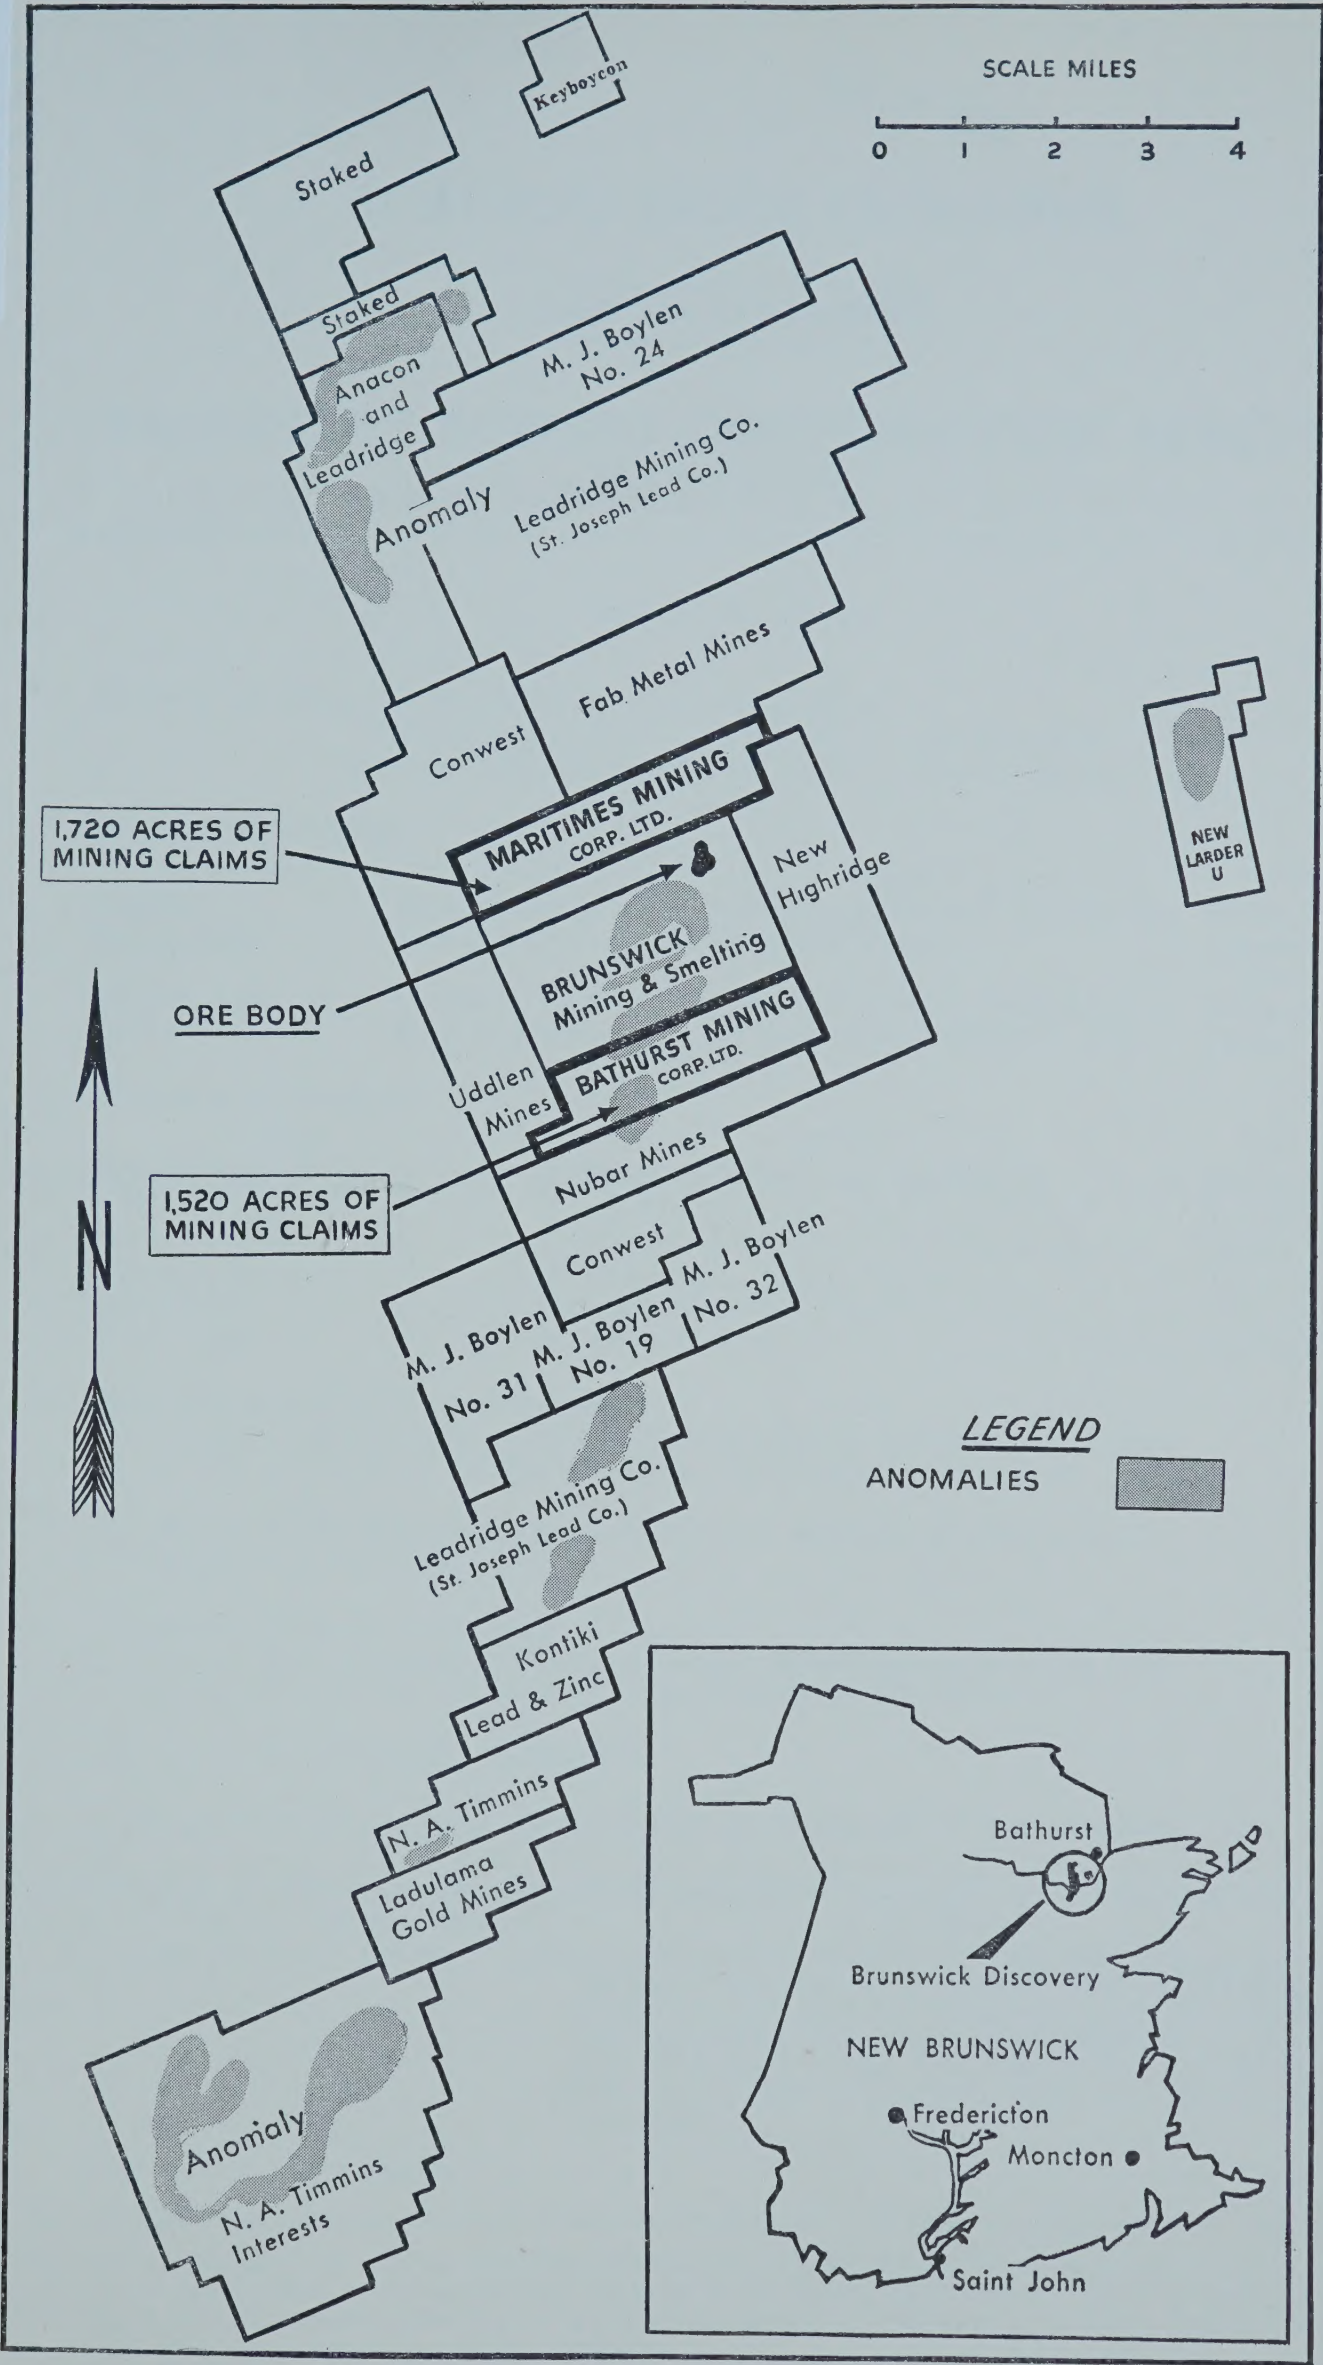 Keyboycon
SCALE MILES
0 1 2 3 4
Staked
Staked
M. J. Boylen
No. 24
Anacon
and
Leadridge
Anomaly
Leadridge Mining Co.
(St. Joseph Lead Co.)
Fab Metal Mines
Conwest
NEW
LARDER
U
1,720 ACRES OF
MINING CLAIMS
MARITIMES MINING
CORP. LTD.
New
Highridge
BRUNSWICK
Mining & Smelting
ORE BODY
BATHURST MINING
CORP. LTD.
Uddlen
Mines
Nubar Mines
1,520 ACRES OF
MINING CLAIMS
N
Conwest
M. J. Boylen
No. 32
M. J. Boylen
No. 19
M. J. Boylen
No. 31
LEGEND
ANOMALIES
Leadridge Mining Co.
(St. Joseph Lead Co.)
Kontiki
Lead & Zinc
N. A. Timmins
Ladulama
Gold Mines
Anomaly
N. A. Timmins
Interests
Bathurst
Brunswick Discovery
NEW BRUNSWICK
Fredericton
Moncton
Saint John